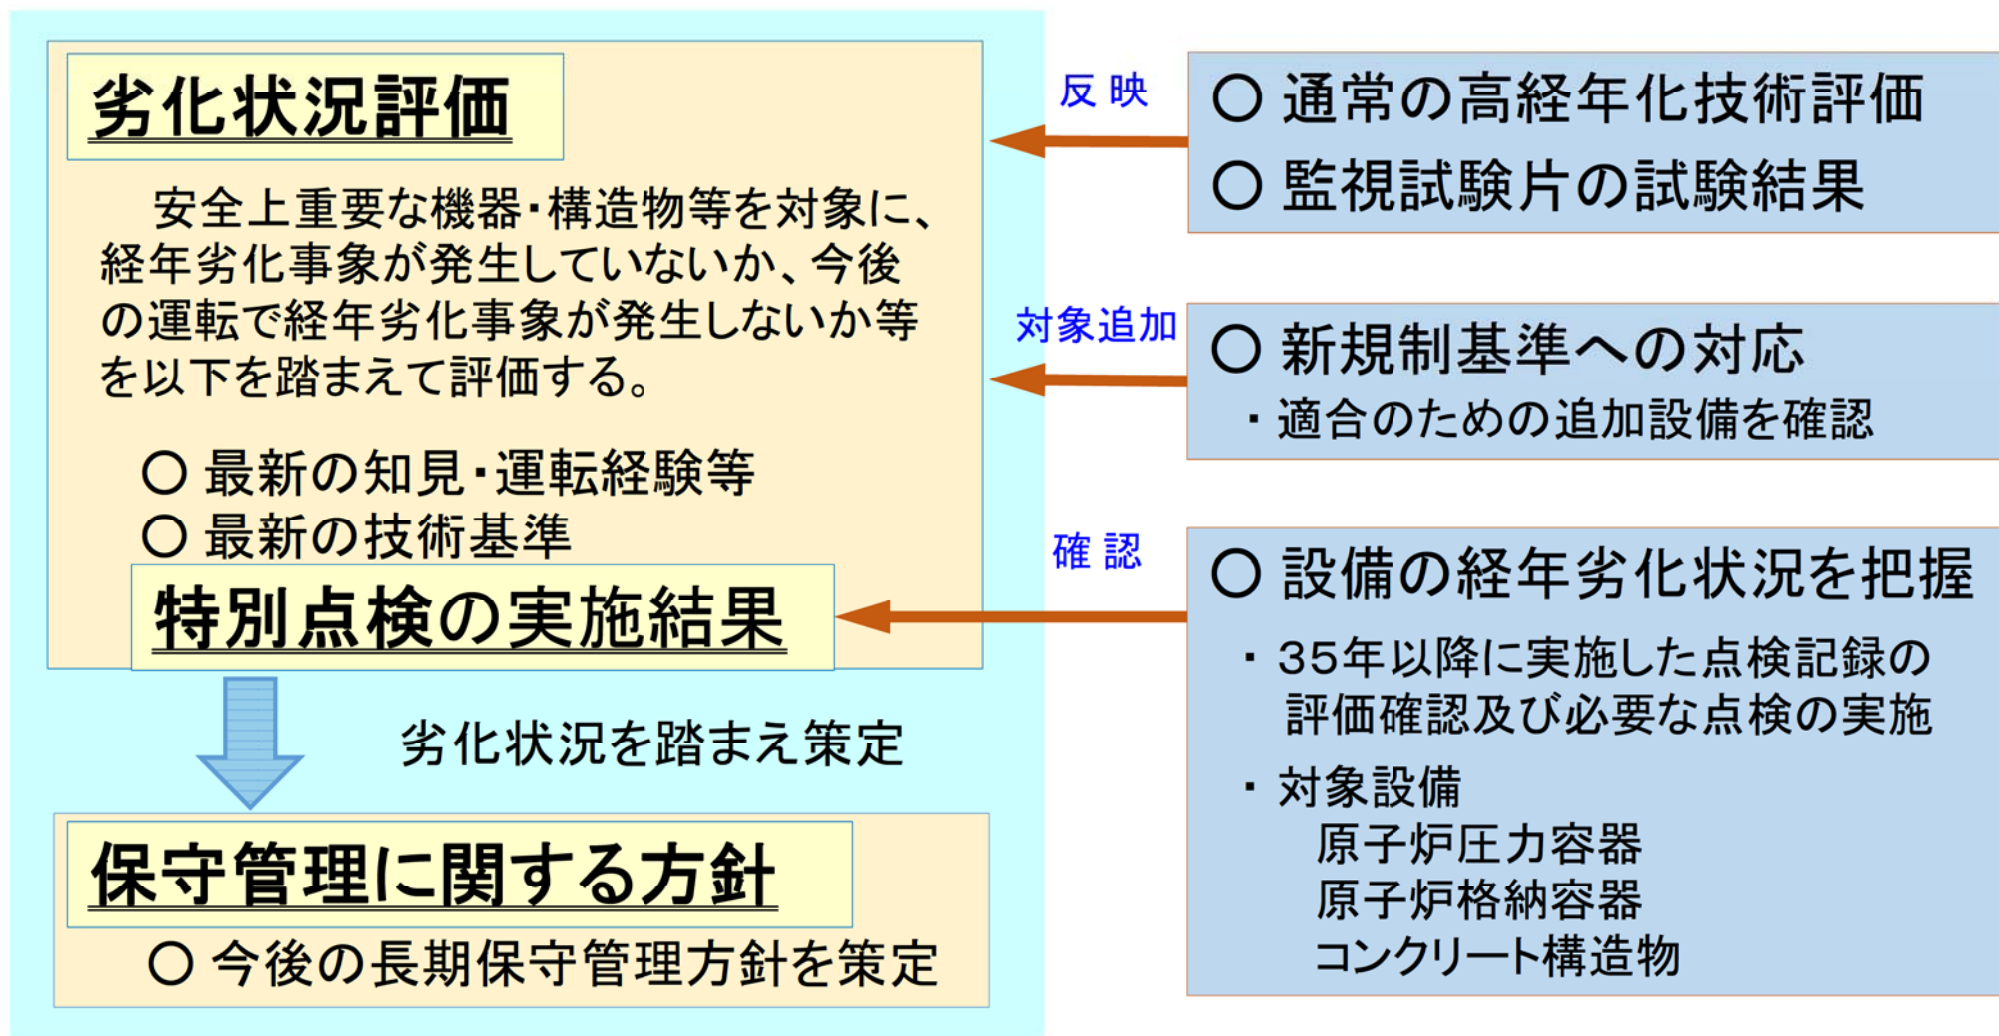 劣化状況評価
安全上重要な機器・構造物等を対象に、
経年劣化事象が発生していないか、今後
の運転で経年劣化事象が発生しないか等
を以下を踏まえて評価する。
○ 最新の知見・運転経験等
○ 最新の技術基準
特別点検の実施結果
劣化状況を踏まえ策定
保守管理に関する方針
○ 今後の長期保守管理方針を策定
反 映
○ 通常の高経年化技術評価
○ 監視試験片の試験結果
対象追加
○ 新規制基準への対応
・適合のための追加設備を確認
確 認
○ 設備の経年劣化状況を把握
・ 35年以降に実施した点検記録の
評価確認及び必要な点検の実施
・ 対象設備
原子炉圧力容器
原子炉格納容器
コンクリート構造物